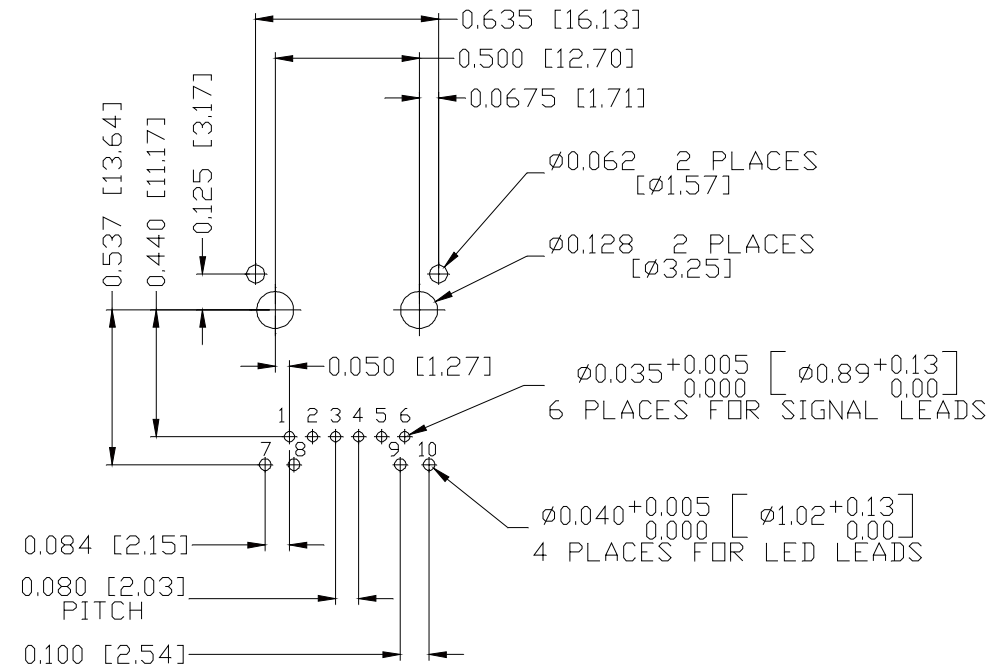 0.635 [16.13]
0.500 [12.70]
0.0675 [1.71]
0.537 [13.64]
0.440 [11.17]
0.125 [3.17]
Ø0.062 2 PLACES
[Ø1.57]
Ø0.128 2 PLACES
[Ø3.25]
0.050 [1.27]
Ø0.035+0.005 [Ø0.89+0.13]
0.000 0.00
6 PLACES FOR SIGNAL LEADS
1 2 3 4 5 6
7 8 9 10
Ø0.040+0.005 [Ø1.02+0.13]
0.000 0.00
4 PLACES FOR LED LEADS
0.084 [2.15]
0.080 [2.03]
PITCH
0.100 [2.54]